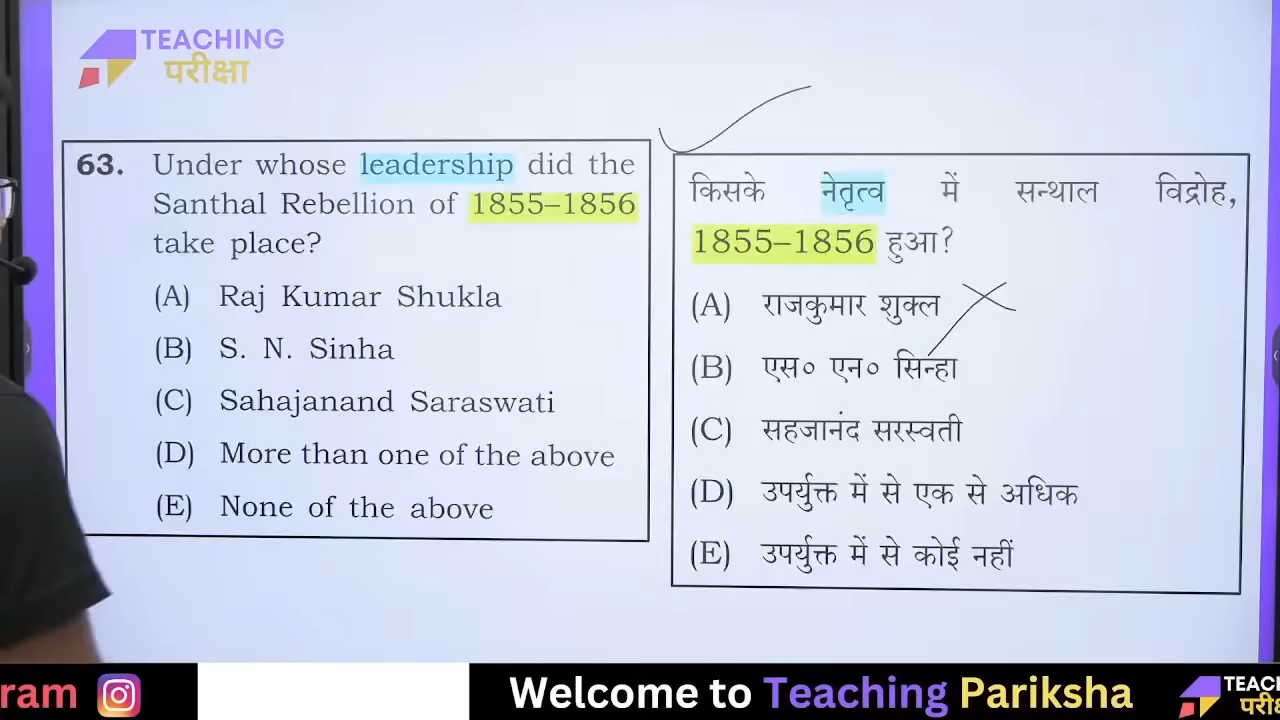 TEACHING
परीक्षा
63. Under whose leadership did the
Santhal Rebellion of 1855–1856
take place?
(A) Raj Kumar Shukla
(B) S. N. Sinha
(C) Sahajanand Saraswati
(D) More than one of the above
(E) None of the above
किसके नेतृत्व में सन्थाल विद्रोह,
1855–1856 हुआ?
(A) राजकुमार शुक्ल
(B) एस० एन० सिन्हा
(C) सहजानंद सरस्वती
(D) उपर्युक्त में से एक से अधिक
(E) उपर्युक्त में से कोई नहीं
ram
Welcome to Teaching Pariksha
TEAC
परी